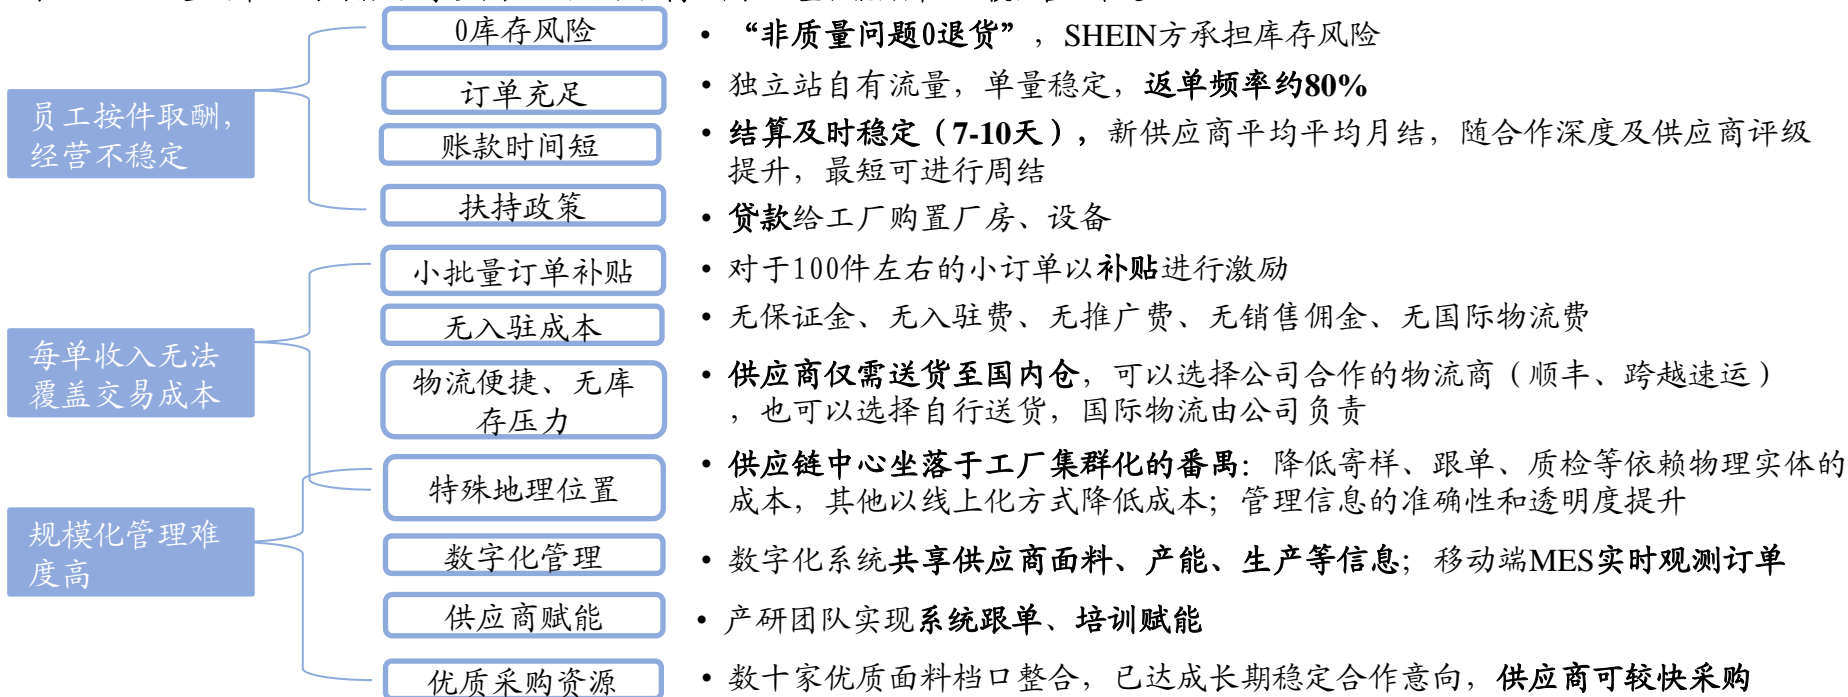 0库存风险
• “非质量问题0退货”，SHEIN方承担库存风险
订单充足
• 独立站自有流量，单量稳定，返单频率约80%
员工按件取酬，
经营不稳定
账款时间短
• 结算及时稳定（7-10天），新供应商平均平均月结，随合作深度及供应商评级
提升，最短可进行周结
扶持政策
• 贷款给工厂购置厂房、设备
小批量订单补贴
• 对于100件左右的小订单以补贴进行激励
无入驻成本
• 无保证金、无入驻费、无推广费、无销售佣金、无国际物流费
每单收入无法
覆盖交易成本
物流便捷、无库
存压力
• 供应商仅需送货至国内仓，可以选择公司合作的物流商（顺丰、跨越速运）
，也可以选择自行送货，国际物流由公司负责
特殊地理位置
• 供应链中心坐落于工厂集群化的番禺：降低寄样、跟单、质检等依赖物理实体的
成本，其他以线上化方式降低成本；管理信息的准确性和透明度提升
规模化管理难
度高
数字化管理
• 数字化系统共享供应商面料、产能、生产等信息；移动端MES实时观测订单
供应商赋能
• 产研团队实现系统跟单、培训赋能
优质采购资源
• 数十家优质面料档口整合，已达成长期稳定合作意向，供应商可较快采购